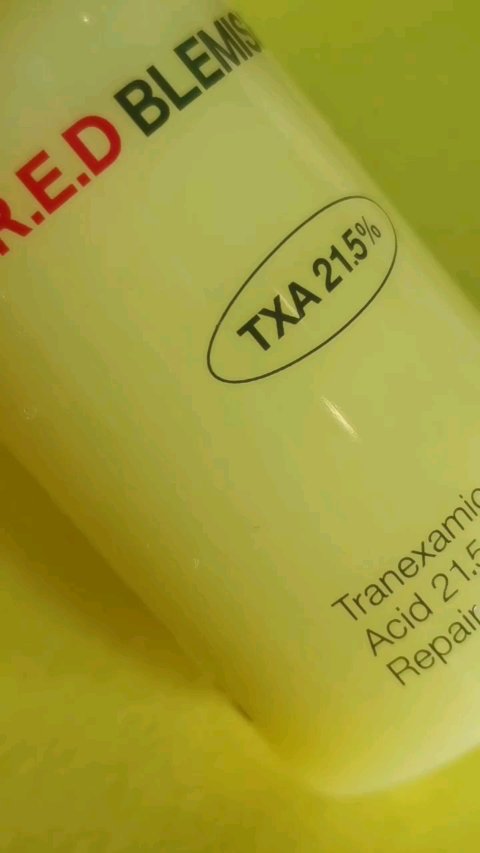 R.E.D BLEMIS
TXA 21.5%
Tranexamic
Acid 21.5
Repair